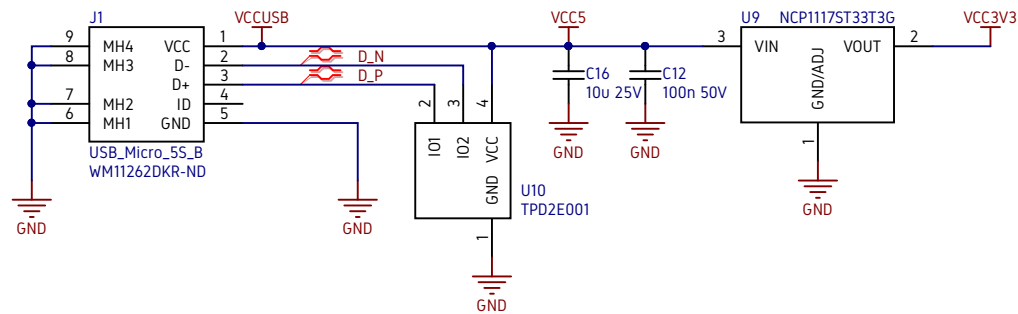 J1
VCCUSB
VCC5
U9
NCP1117ST33T3G
VCC3V3
9
MH4
VCC
1
8
MH3
D-
2
D_N
D+
3
D_P
7
MH2
ID
4
6
MH1
GND
5
USB_Micro_5S_B
WM11262DKR-ND
GND
GND
2
3
4
IO1
IO2
VCC
GND
1
U10
TPD2E001
GND
C16
10u 25V
GND
C12
100n 50V
GND
3
VIN
VOUT
2
GND/ADJ
1
GND